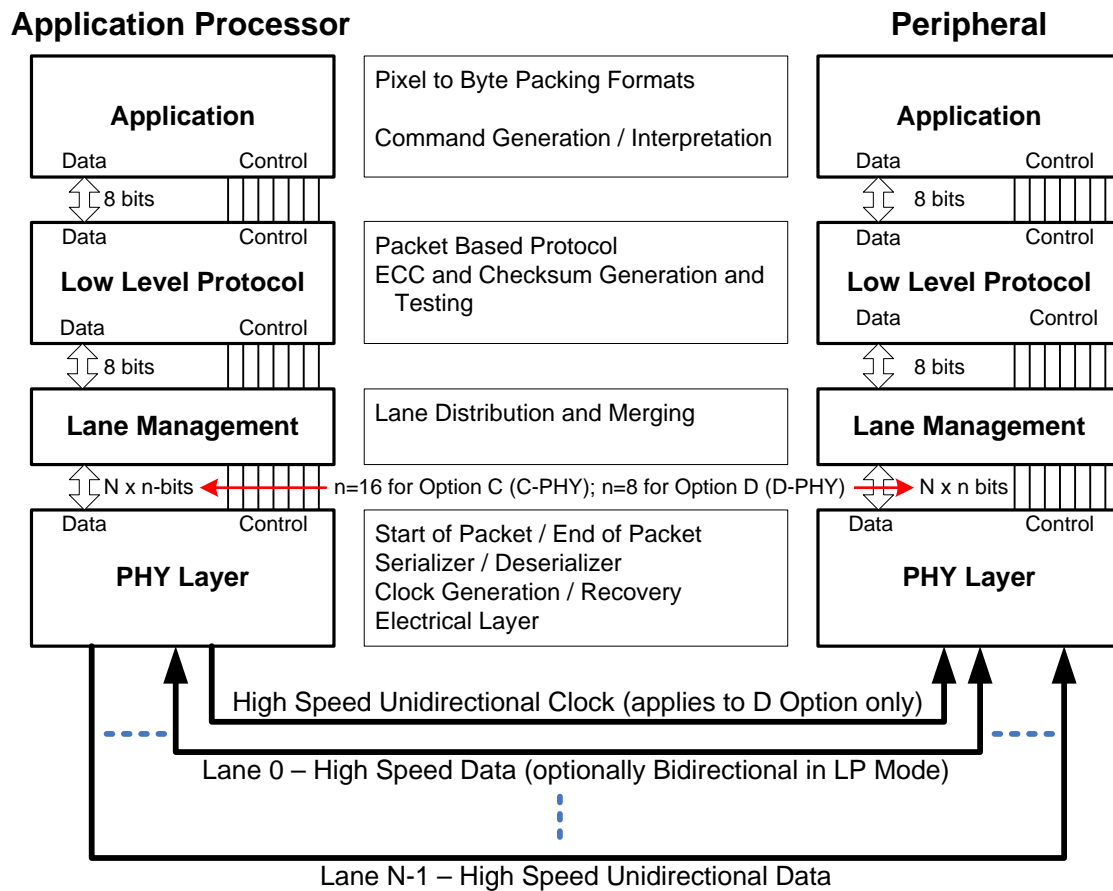 Application Processor
Peripheral
Application
Data
Control
8 bits
Data
Control
Low Level Protocol
Data
Control
8 bits
Lane Management
N x n-bits
Data
Control
PHY Layer
Pixel to Byte Packing Formats
Command Generation / Interpretation
Packet Based Protocol
ECC and Checksum Generation and
Testing
Lane Distribution and Merging
n=16 for Option C (C-PHY); n=8 for Option D (D-PHY)
Start of Packet / End of Packet
Serializer / Deserializer
Clock Generation / Recovery
Electrical Layer
Application
Data
Control
8 bits
Data
Control
Low Level Protocol
Data
Control
8 bits
Lane Management
N x n bits
Data
Control
PHY Layer
High Speed Unidirectional Clock (applies to D Option only)
Lane 0 – High Speed Data (optionally Bidirectional in LP Mode)
Lane N-1 – High Speed Unidirectional Data